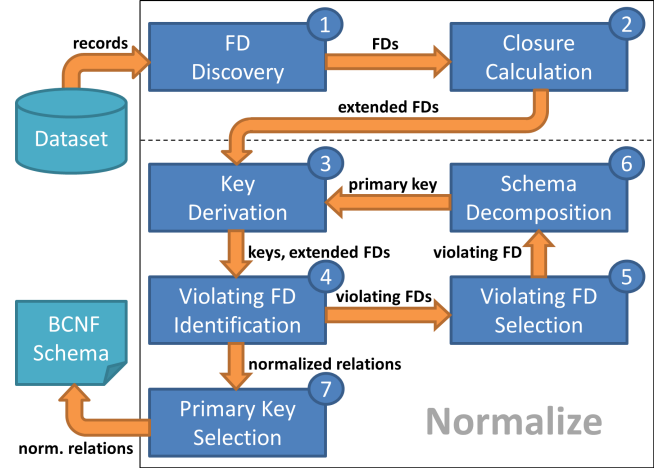 records
1
FD
Discovery
FDs
2
Closure
Calculation
Dataset
extended FDs
3
Key
Derivation
primary key
6
Schema
Decomposition
keys, extended FDs
violating FD
4
Violating FD
Identification
violating FDs
5
Violating FD
Selection
BCNF
Schema
normalized relations
7
Primary Key
Selection
norm. relations
Normalize